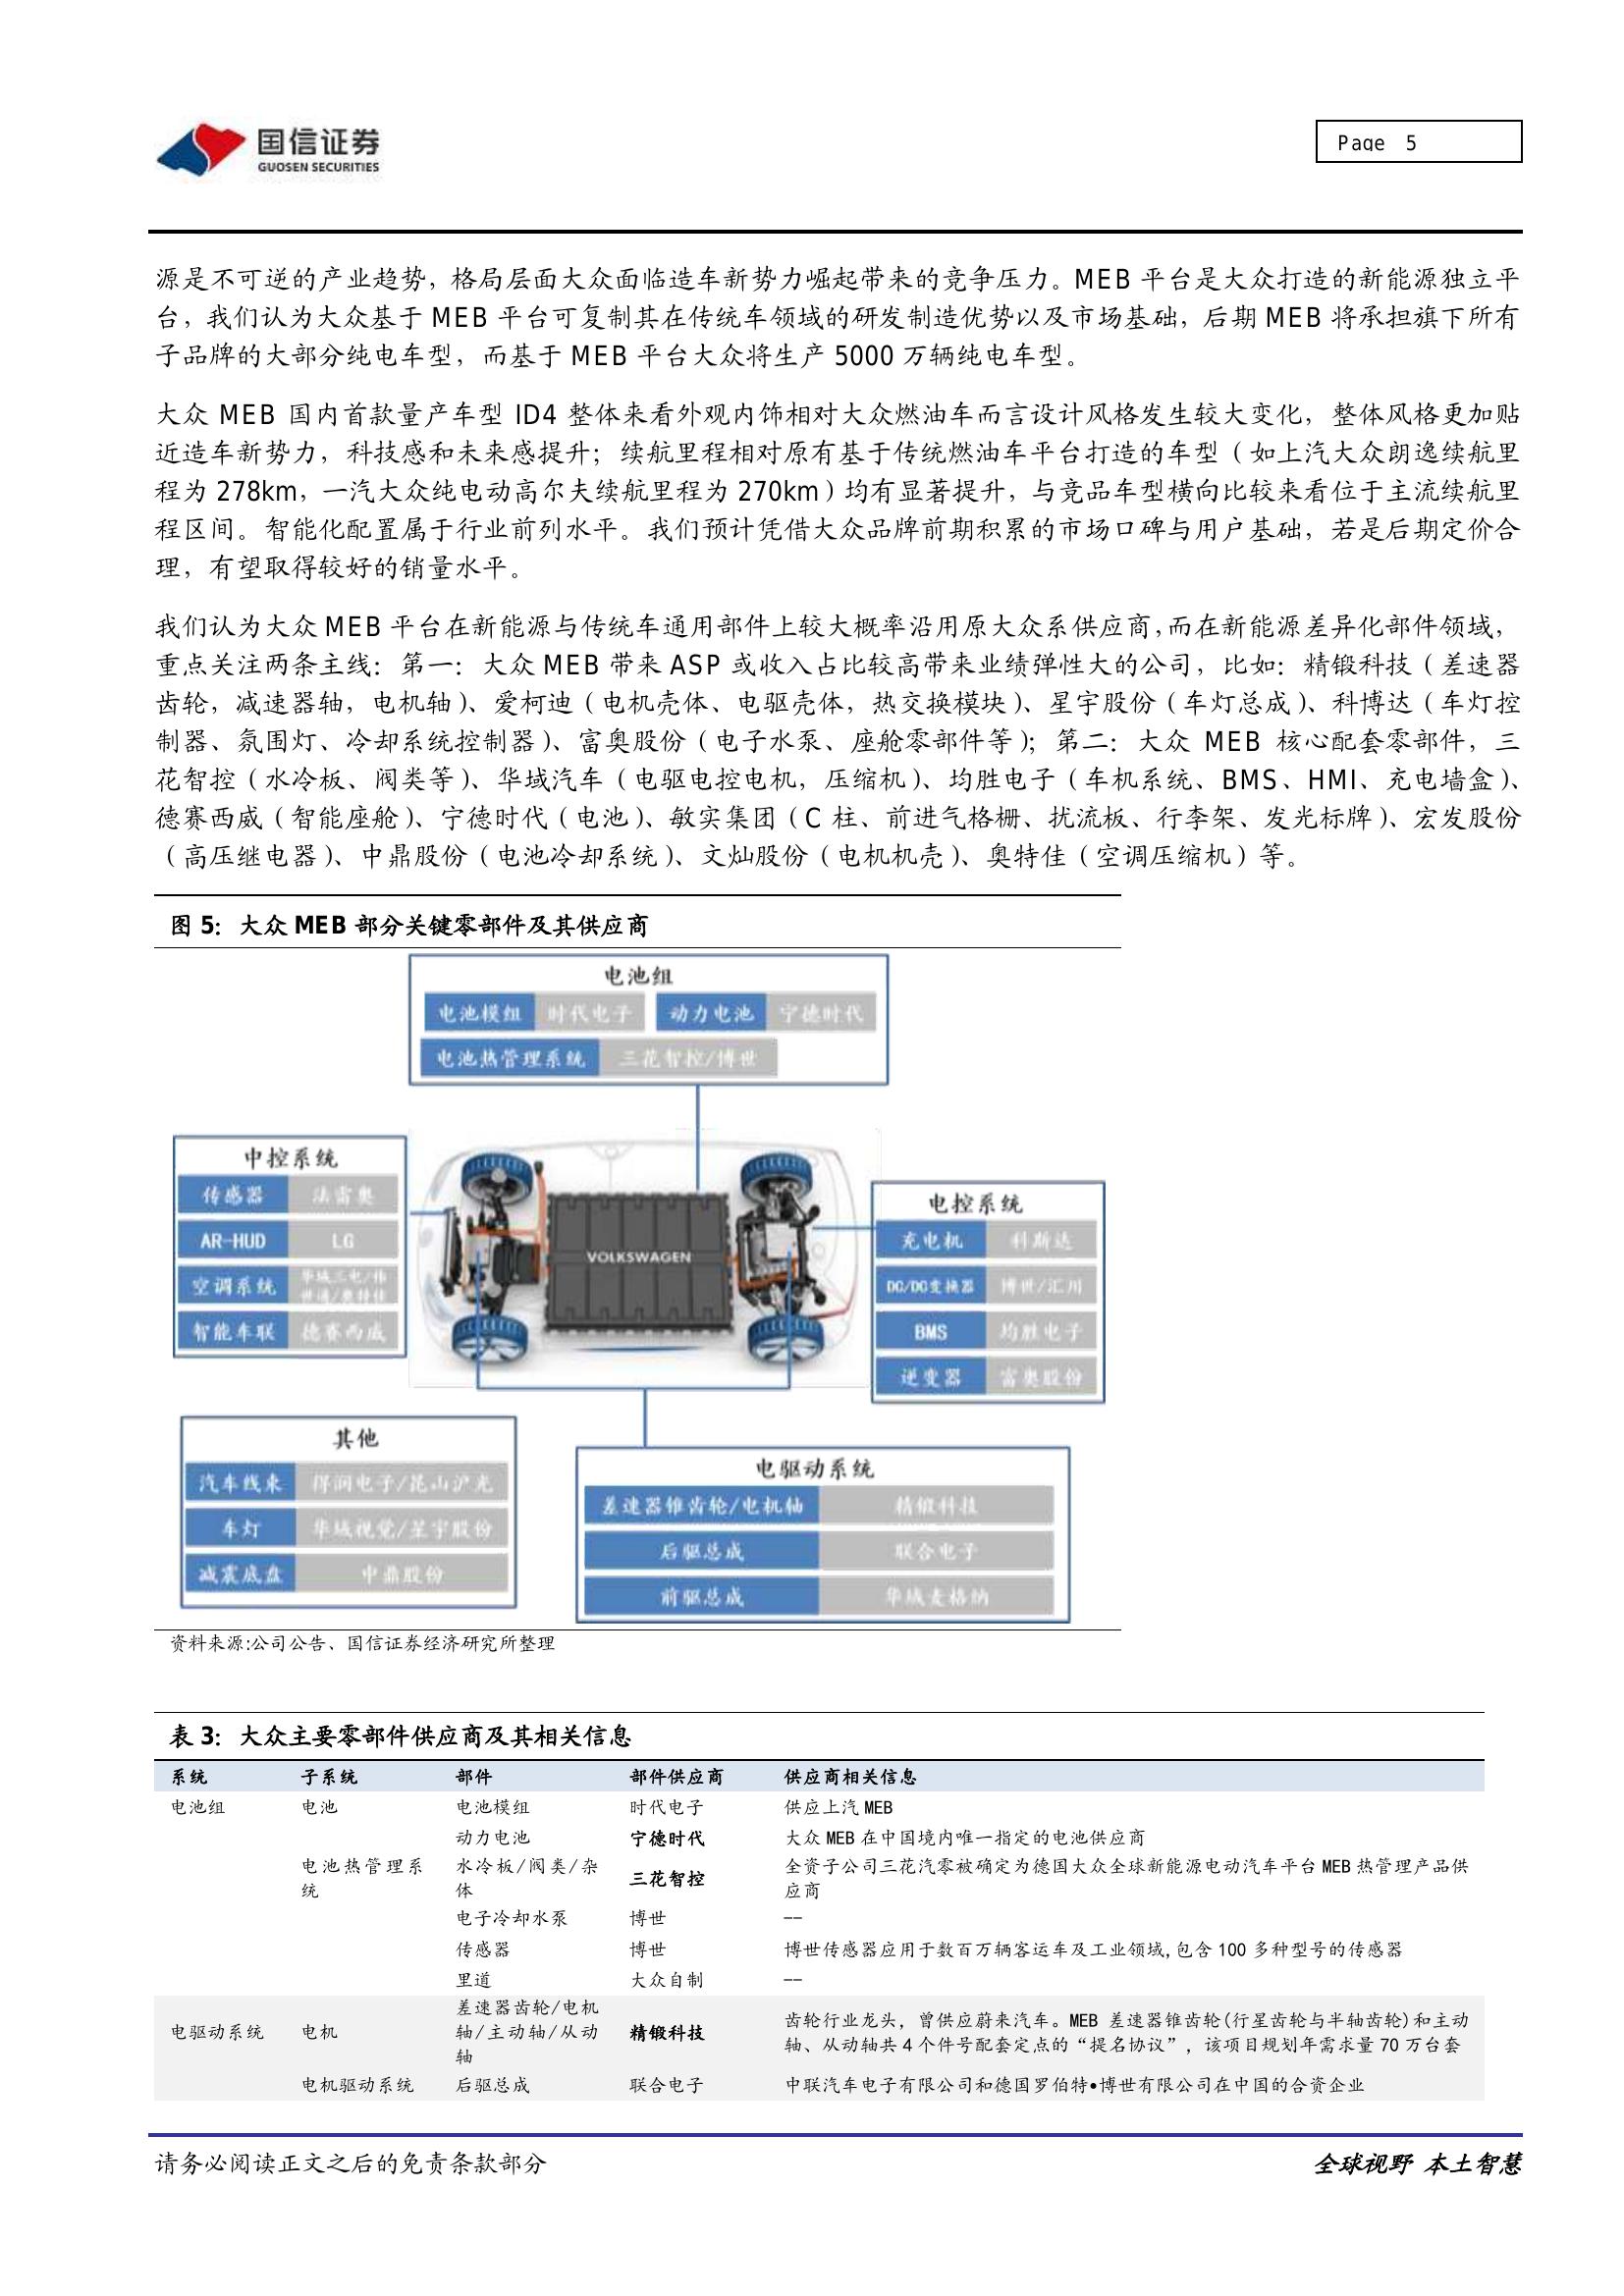 国信证券
GUOSEN SECURITIES
Page 5
源是不可逆的产业趋势，格局层面大众面临造车新势力崛起带来的竞争压力。MEB 平台是大众打造的新能源独立平
台，我们认为大众基于 MEB 平台可复制其在传统车领域的研发制造优势以及市场基础，后期 MEB 将承担旗下所有
子品牌的大部分纯电车型，而基于 MEB 平台大众将生产 5000 万辆纯电车型。
大众 MEB 国内首款量产车型 ID4 整体来看外观内饰相对大众燃油车而言设计风格发生较大变化，整体风格更加贴
近造车新势力，科技感和未来感提升；续航里程相对原有基于传统燃油车平台打造的车型（如上汽大众朗逸续航里
程为 278km，一汽大众纯电动高尔夫续航里程为 270km）均有显著提升，与竞品车型横向比较来看位于主流续航里
程区间。智能化配置属于行业前列水平。我们预计凭借大众品牌前期积累的市场口碑与用户基础，若是后期定价合
理，有望取得较好的销量水平。
我们认为大众 MEB 平台在新能源与传统车通用部件上较大概率沿用原大众系供应商，而在新能源差异化部件领域，
重点关注两条主线：第一：大众 MEB 带来 ASP 或收入占比较高带来业绩弹性大的公司，比如：精锻科技（差速器
齿轮，减速器轴，电机轴）、爱柯迪（电机壳体、电驱壳体，热交换模块）、星宇股份（车灯总成）、科博达（车灯控
制器、氛围灯、冷却系统控制器）、富奥股份（电子水泵、座舱零部件等）；第二：大众 MEB 核心配套零部件，三
花智控（水冷板、阀类等）、华域汽车（电驱电控电机，压缩机）、均胜电子（车机系统、BMS、HMI、充电墙盒）、
德赛西威（智能座舱）、宁德时代（电池）、敏实集团（C 柱、前进气格栅、扰流板、行李架、发光标牌）、宏发股份
（高压继电器）、中鼎股份（电池冷却系统）、文灿股份（电机机壳）、奥特佳（空调压缩机）等。
图 5：大众 MEB 部分关键零部件及其供应商
电池组
电池模组 时代电子 动力电池 宁德时代
电池热管理系统 三花智控/博世
中控系统
传感器 法雷奥
AR-HUD LG
空调系统 华域三电/伟世通/奥特佳
智能车联 德赛西威
VOLKSWAGEN
电控系统
充电机 科斯达
DC/DC变换器 博世/汇川
BMS 均胜电子
逆变器 富奥股份
其他
汽车线束 得润电子/昆山沪光
车灯 华域视觉/星宇股份
减震底盘 中鼎股份
电驱动系统
差速器锥齿轮/电机轴 精锻科技
后驱总成 联合电子
前驱总成 华域麦格纳
资料来源:公司公告、国信证券经济研究所整理
表 3：大众主要零部件供应商及其相关信息
系统 子系统 部件 部件供应商 供应商相关信息
电池组 电池 电池模组 时代电子 供应上汽 MEB
动力电池 宁德时代 大众 MEB 在中国境内唯一指定的电池供应商
电池热管理系统 水冷板/阀类/杂体 三花智控 全资子公司三花汽零被确定为德国大众全球新能源电动汽车平台 MEB 热管理产品供应商
电子冷却水泵 博世 ——
传感器 博世 博世传感器应用于数百万辆客运车及工业领域,包含 100 多种型号的传感器
里道 大众自制 ——
电驱动系统 电机 差速器齿轮/电机轴/主动轴/从动轴 精锻科技 齿轮行业龙头，曾供应蔚来汽车。MEB 差速器锥齿轮(行星齿轮与半轴齿轮)和主动轴、从动轴共 4 个件号配套定点的“提名协议”，该项目规划年需求量 70 万台套
电机驱动系统 后驱总成 联合电子 中联汽车电子有限公司和德国罗伯特•博世有限公司在中国的合资企业
请务必阅读正文之后的免责条款部分
全球视野 本土智慧